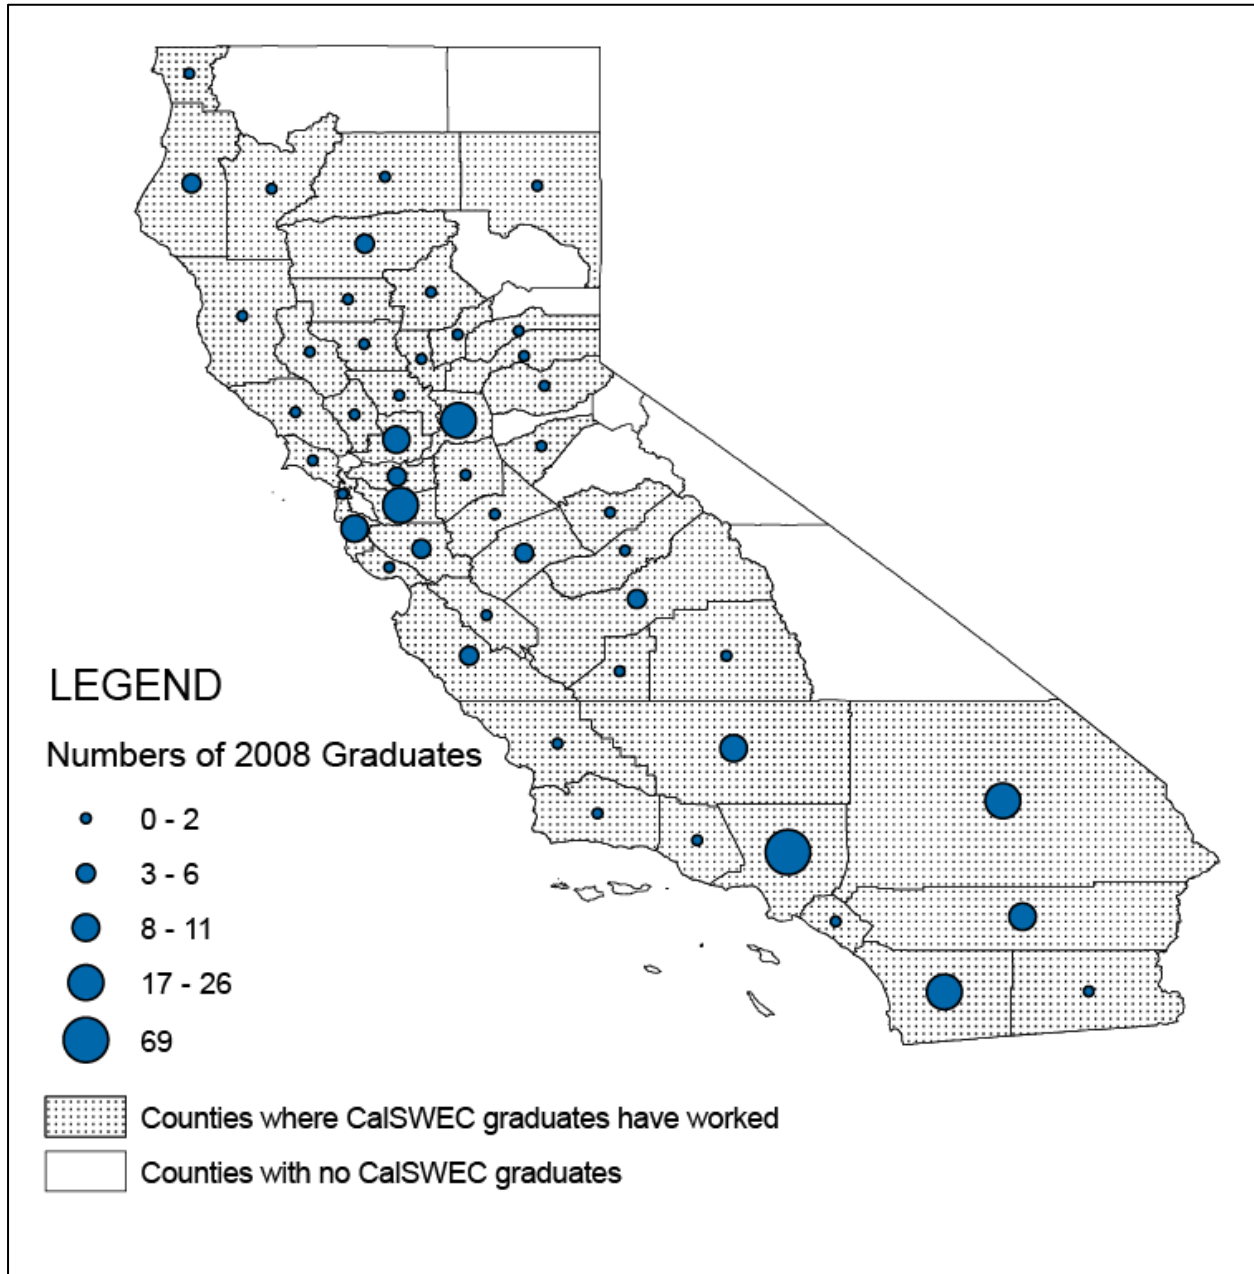 LEGEND
Numbers of 2008 Graduates
0 - 2
3 - 6
8 - 11
17 - 26
69
Counties where CalSWEC graduates have worked
Counties with no CalSWEC graduates